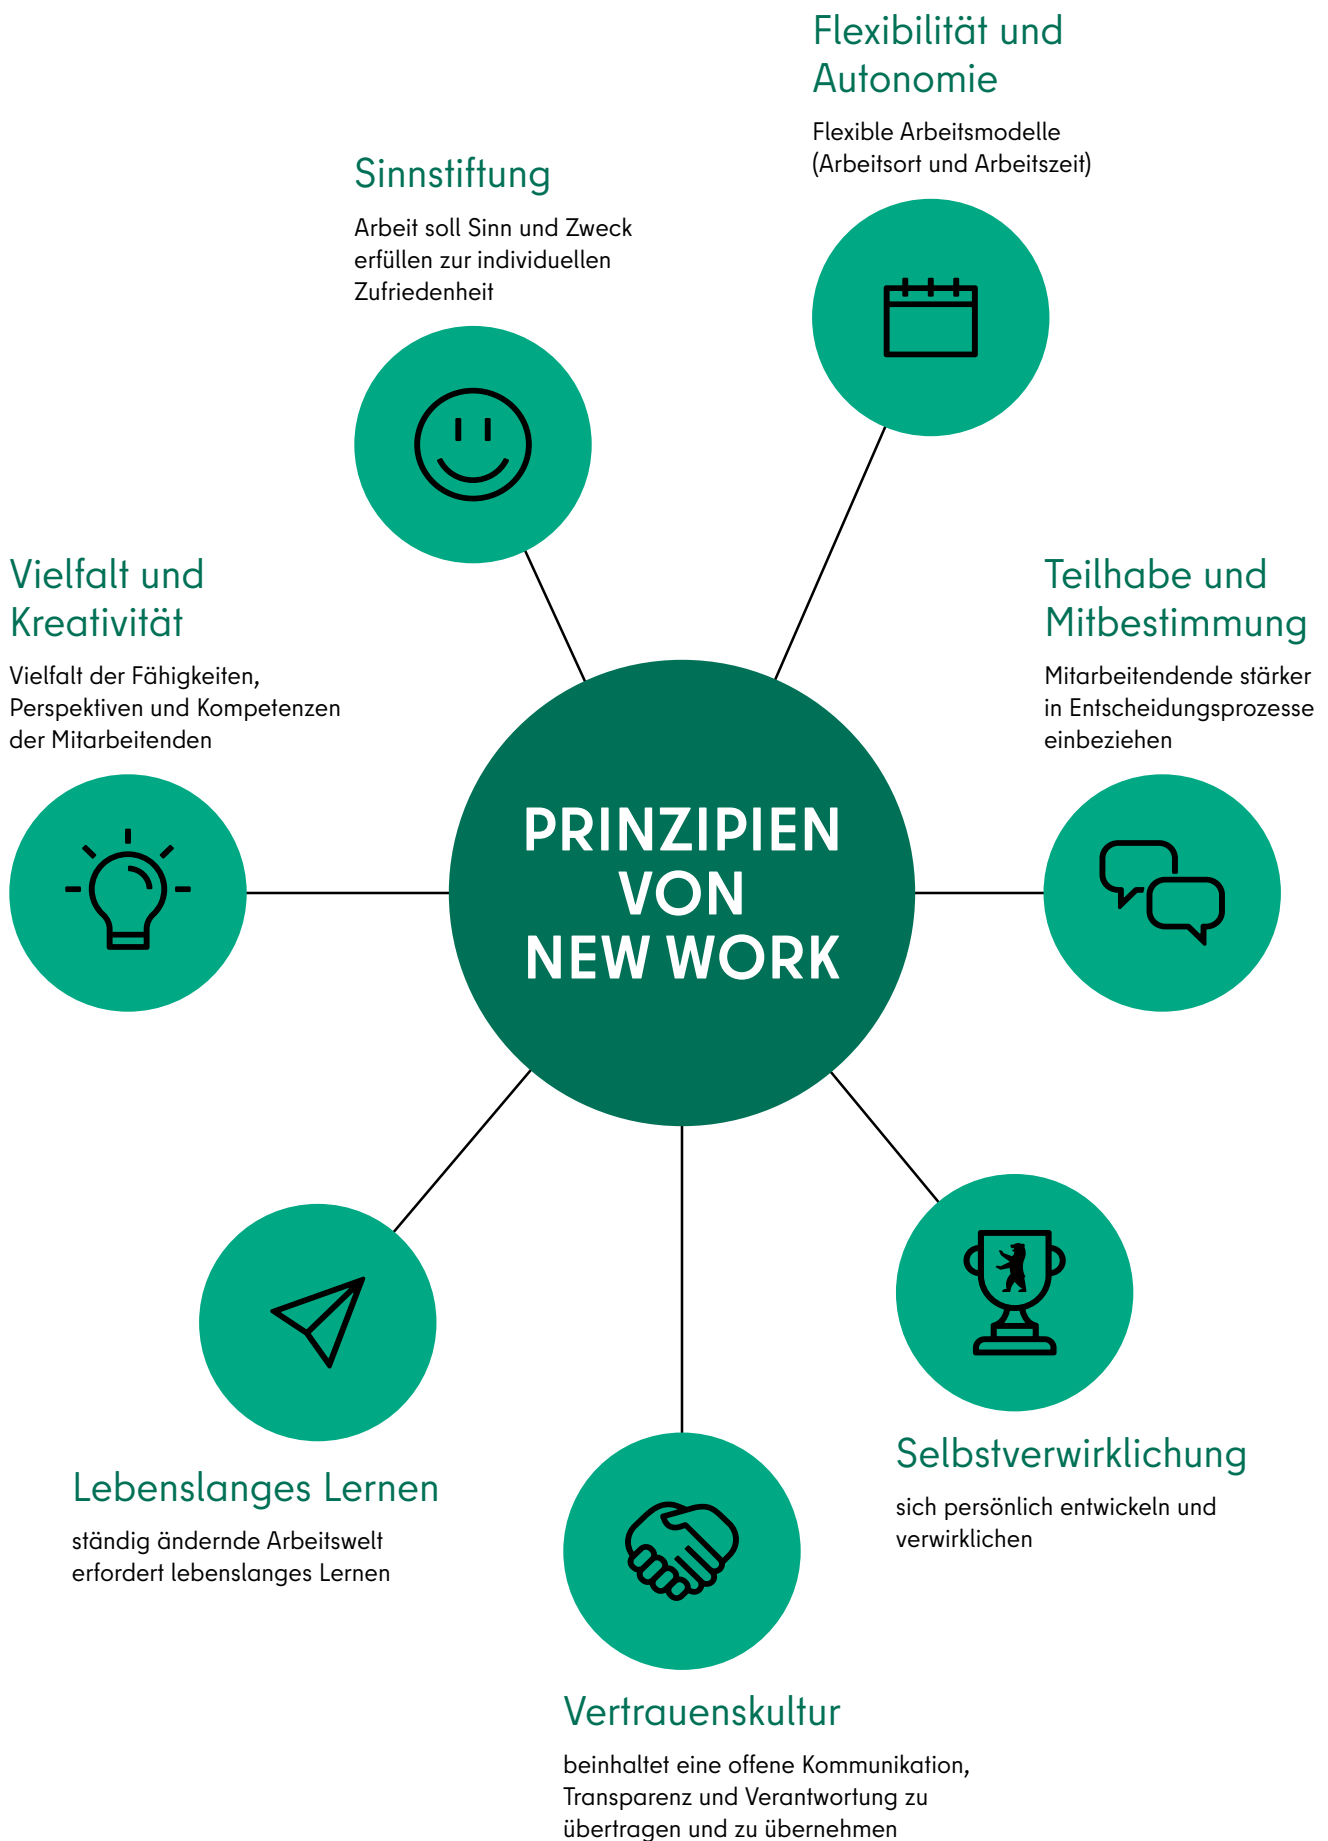 Flexibilität und
Autonomie
Flexible Arbeitsmodelle
(Arbeitsort und Arbeitszeit)
Sinnstiftung
Arbeit soll Sinn und Zweck
erfüllen zur individuellen
Zufriedenheit
Vielfalt und
Kreativität
Vielfalt der Fähigkeiten,
Perspektiven und Kompetenzen
der Mitarbeitenden
Teilhabe und
Mitbestimmung
Mitarbeitendende stärker
in Entscheidungsprozesse
einbeziehen
PRINZIPIEN
VON
NEW WORK
Selbstverwirklichung
sich persönlich entwickeln und
verwirklichen
Lebenslanges Lernen
ständig ändernde Arbeitswelt
erfordert lebenslanges Lernen
Vertrauenskultur
beinhaltet eine offene Kommunikation,
Transparenz und Verantwortung zu
übertragen und zu übernehmen